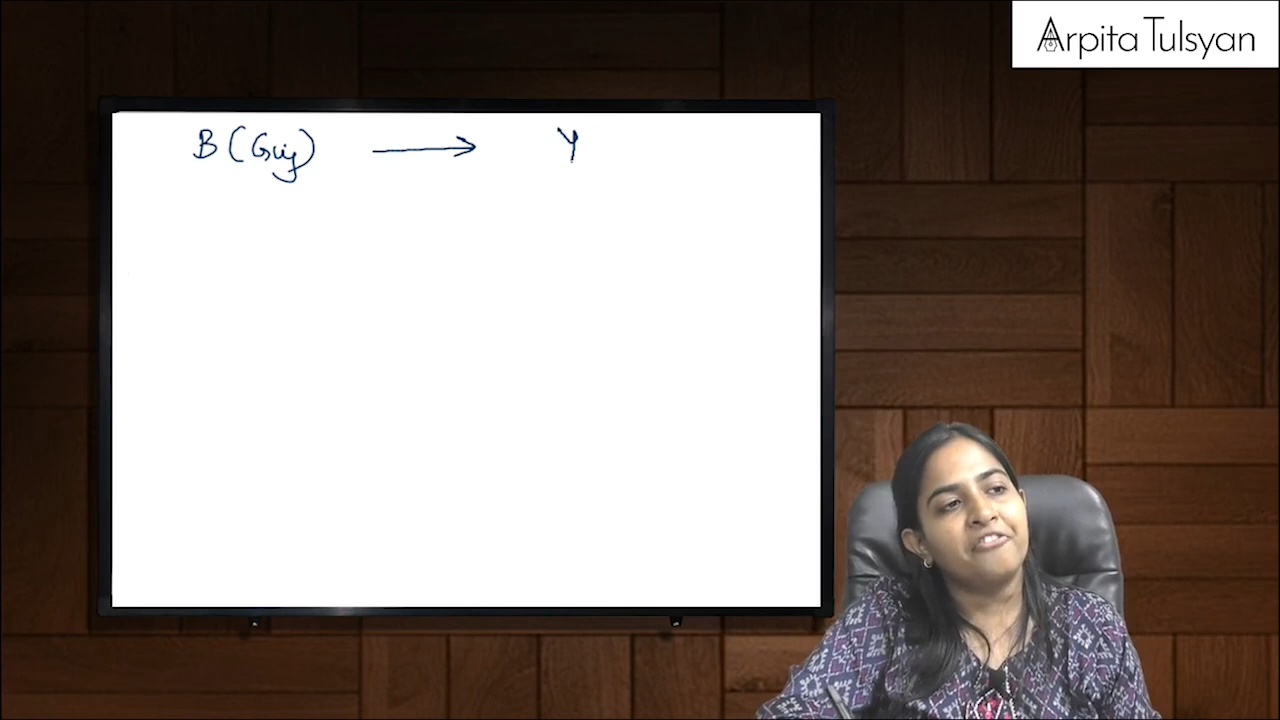 Arpita Tulsyan
B (Guj) → Y